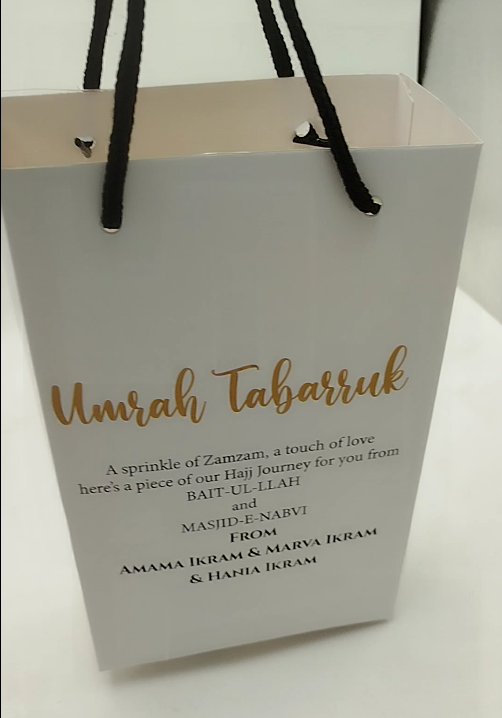 Umrah Tabarruk
A sprinkle of Zamzam, a touch of love
here's a piece of our Hajj Journey for you from
BAIT-UL-LLAH
and
MASJID-E-NABVI
FROM
AMAMA IKRAM & MARVA IKRAM
& HANIA IKRAM